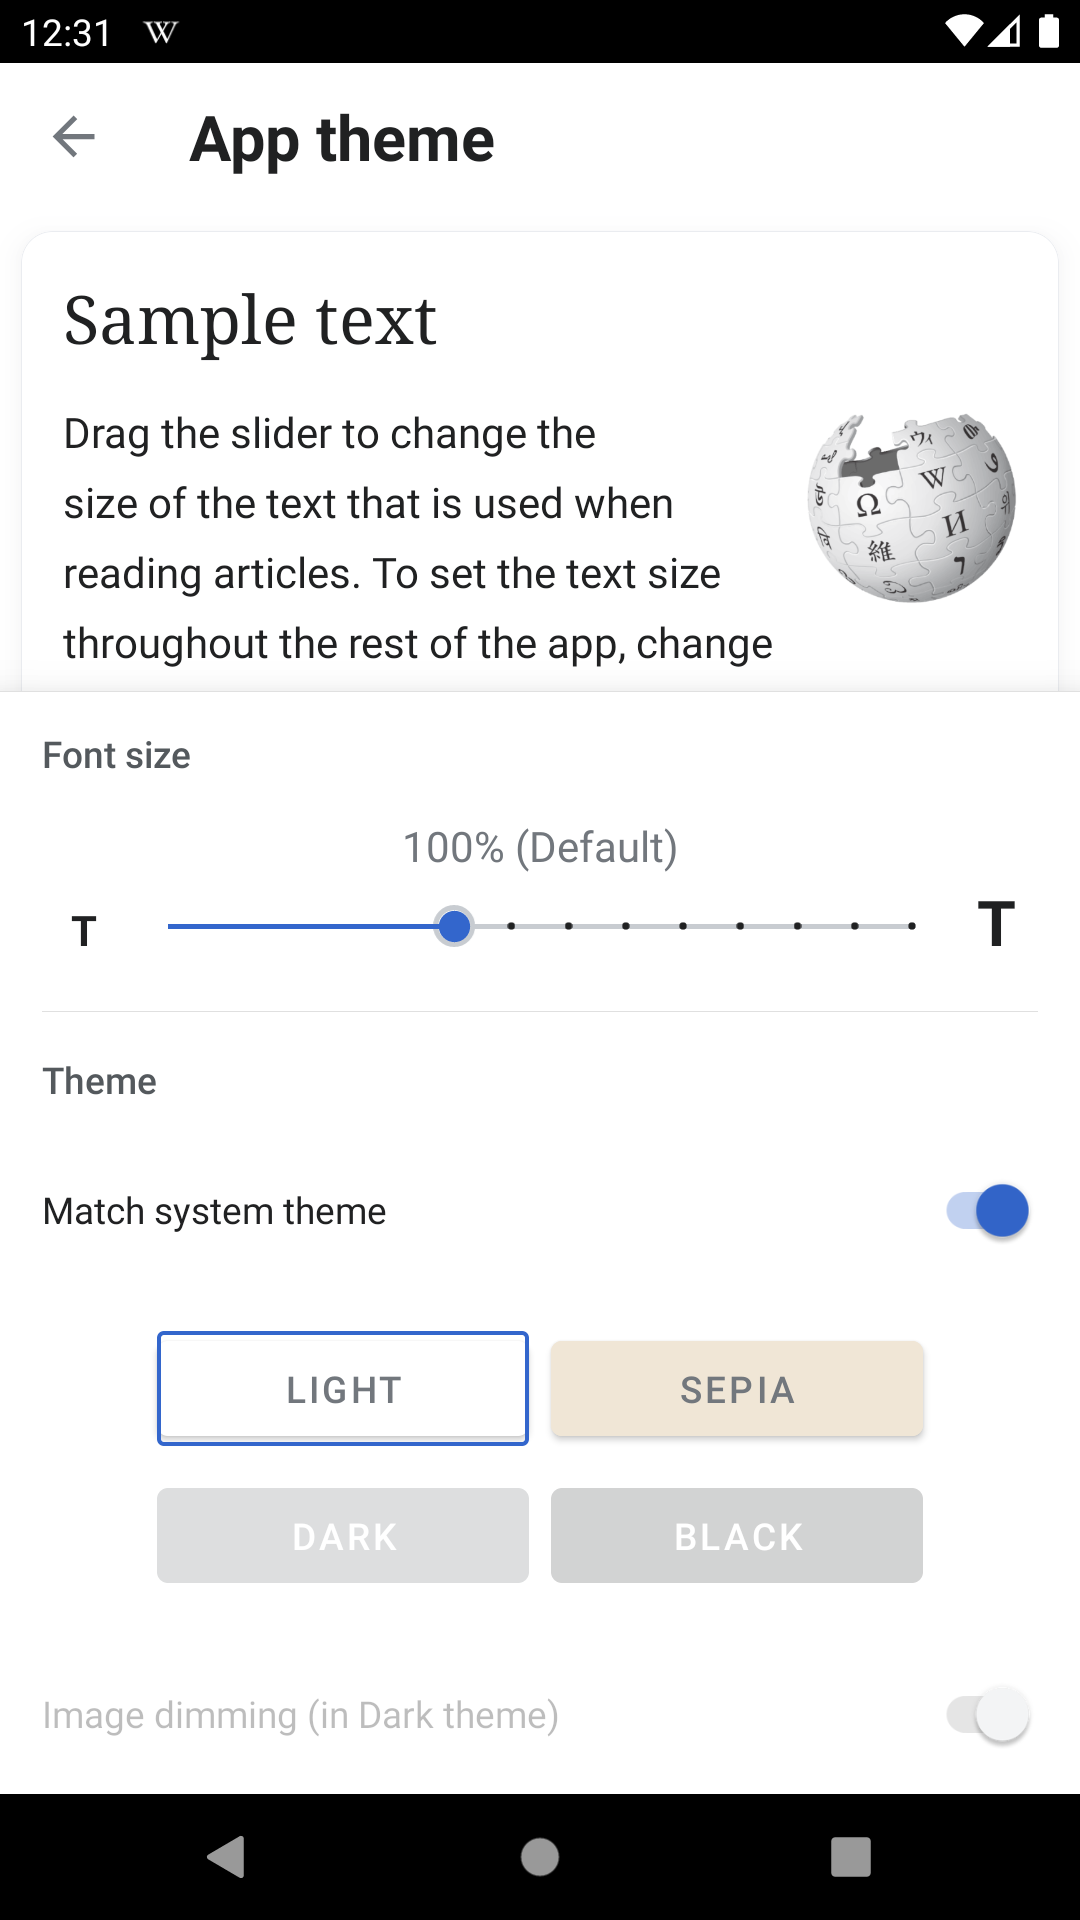 12:31
App theme
Sample text
Drag the slider to change the
size of the text that is used when
reading articles. To set the text size
throughout the rest of the app, change
Font size
100% (Default)
T T
Theme
Match system theme
LIGHT SEPIA
DARK BLACK
Image dimming (in Dark theme)